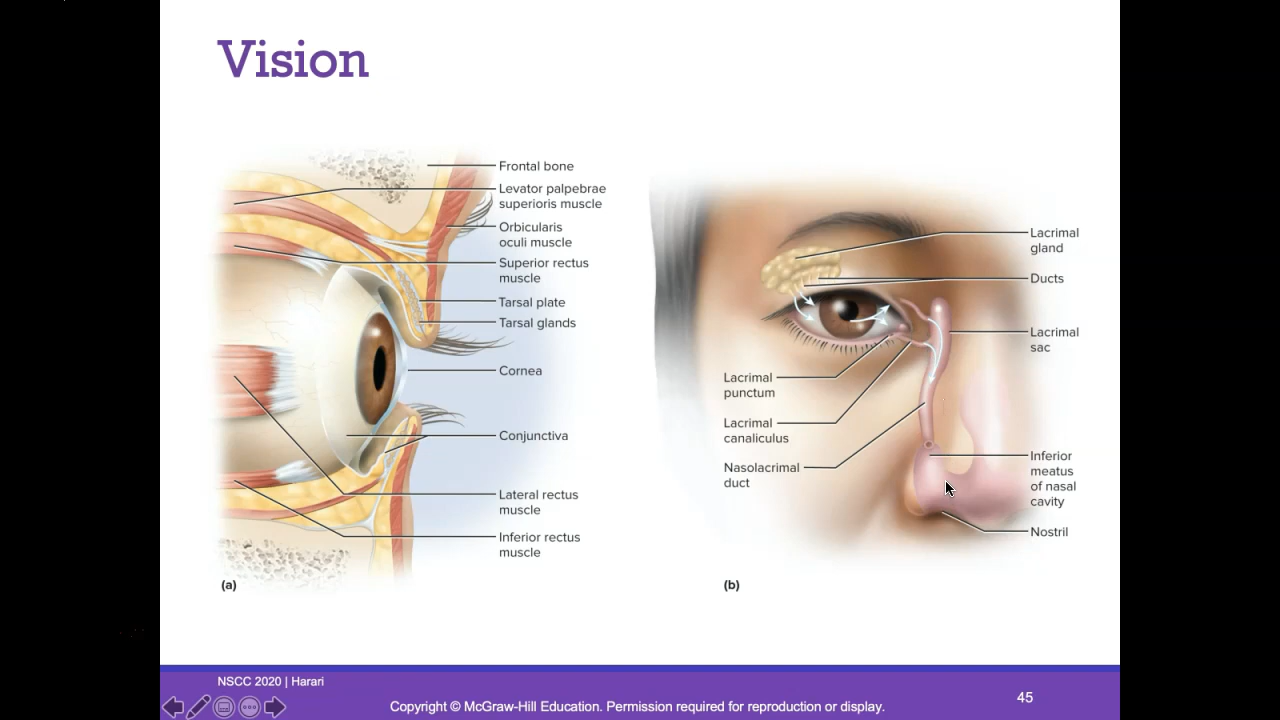 Vision
Frontal bone
Levator palpebrae
superioris muscle
Orbicularis
oculi muscle
Superior rectus
muscle
Tarsal plate
Tarsal glands
Cornea
Conjunctiva
Lateral rectus
muscle
Inferior rectus
muscle
(a)
Lacrimal
gland
Ducts
Lacrimal
sac
Lacrimal
punctum
Lacrimal
canaliculus
Nasolacrimal
duct
Inferior
meatus
of nasal
cavity
Nostril
(b)
NSCC 2020 | Harari
Copyright © McGraw-Hill Education. Permission required for reproduction or display.
45